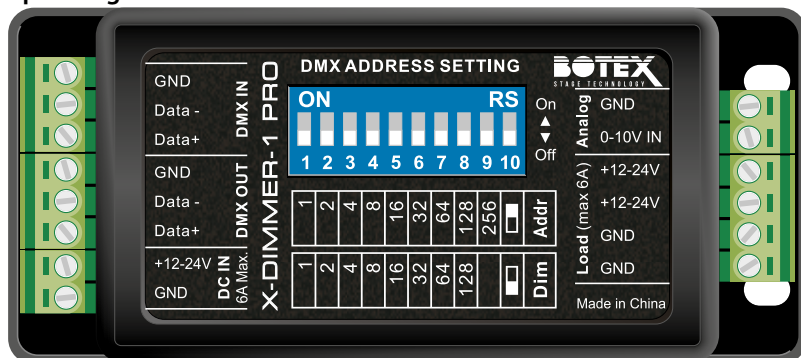 GND
Data -
Data+
DMX IN
GND
Data -
Data+
DMX OUT
+12-24V
GND
DC IN
6A Max.
X-DIMMER-1 PRO
DMX ADDRESS SETTING
ON RS
1 2 3 4 5 6 7 8 9 10
On
Off
1 2 4 8 16 32 64 128 256 Addr
1 2 4 8 16 32 64 128 Dim
BOTEX
STAGE TECHNOLOGY
Analog
GND
0-10V IN
Load (max 6A)
+12-24V
+12-24V
GND
GND
Made in China